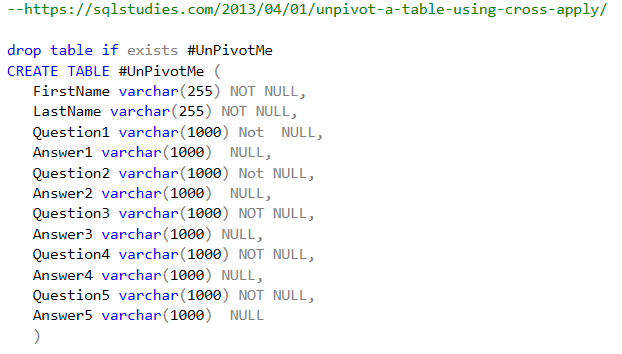 --https://sqlstudies.com/2013/04/01/unpivot-a-table-using-cross-apply/
drop table if exists #UnPivotMe
CREATE TABLE #UnPivotMe (
FirstName varchar(255) NOT NULL,
LastName varchar(255) NOT NULL,
Question1 varchar(1000) Not  NULL,
Answer1 varchar(1000)  NULL,
Question2 varchar(1000) Not NULL,
Answer2 varchar(1000)  NULL,
Question3 varchar(1000) NOT NULL,
Answer3 varchar(1000) NULL,
Question4 varchar(1000) NOT NULL,
Answer4 varchar(1000) NULL,
Question5 varchar(1000) NOT NULL,
Answer5 varchar(1000)  NULL
)